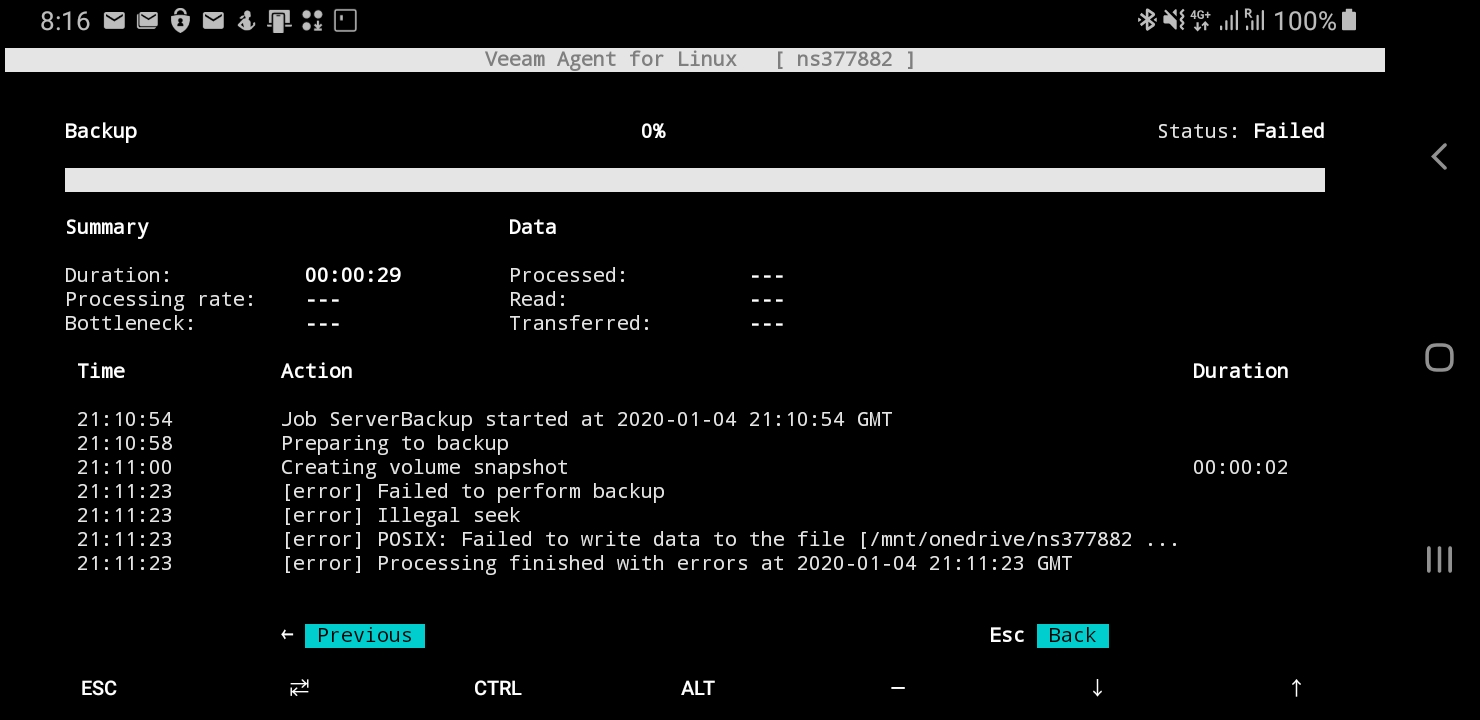 8:16 4G+ R 100%
Veeam Agent for Linux [ ns377882 ]
Backup 0% Status: Failed
Summary Data
Duration: 00:00:29 Processed: ---
Processing rate: --- Read: ---
Bottleneck: --- Transferred: ---
Time Action Duration
21:10:54 Job ServerBackup started at 2020-01-04 21:10:54 GMT
21:10:58 Preparing to backup
21:11:00 Creating volume snapshot 00:00:02
21:11:23 [error] Failed to perform backup
21:11:23 [error] Illegal seek
21:11:23 [error] POSIX: Failed to write data to the file [/mnt/onedrive/ns377882 ...
21:11:23 [error] Processing finished with errors at 2020-01-04 21:11:23 GMT
← Previous Esc Back
ESC ⇄ CTRL ALT — ↓ ↑